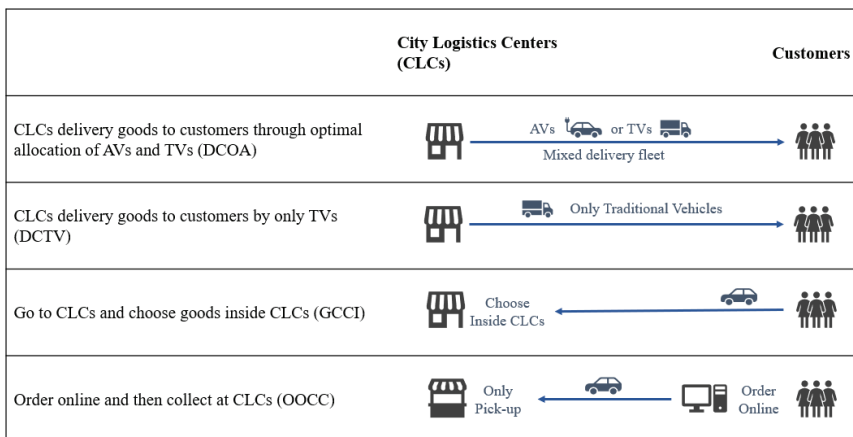 City Logistics Centers
(CLCs)
Customers
CLCs delivery goods to customers through optimal
allocation of AVs and TVs (DCOA)
AVs or TVs
Mixed delivery fleet
CLCs delivery goods to customers by only TVs
(DCTV)
Only Traditional Vehicles
Go to CLCs and choose goods inside CLCs (GCCI)
Choose
Inside CLCs
Order online and then collect at CLCs (OOCC)
Only
Pick-up
Order
Online